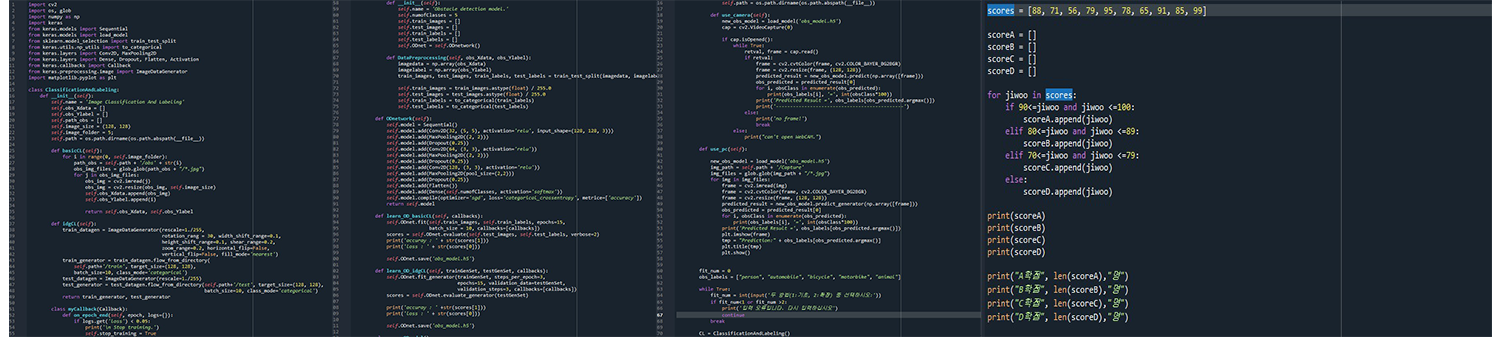 import cv2
import os, glob
import numpy as np
import keras
from keras.models import Sequential
from keras.models import load_model
from sklearn.model_selection import train_test_split
from keras.utils.np_utils import to_categorical
from keras.layers import Conv2D, MaxPooling2D
from keras.layers import Dense, Dropout, Flatten, Activation
from keras.callbacks import Callback
from keras.preprocessing.image import ImageDataGenerator
import matplotlib.pyplot as plt
class ClassificationAndLabeling:
def __init__(self):
self.name = 'Image Classification And Labeling'
self.obs_Xdata = []
self.obs_Ylabel = []
self.path_obs = []
self.image_size = (128, 128)
self.image_folder = 5;
self.path = os.path.dirname(os.path.abspath(__file__))
def basicCL(self):
for i in range(0, self.image_folder):
path_obs = self.path + '/obs' + str(i)
obs_img_files = glob.glob(path_obs + "/*.jpg")
for j in obs_img_files:
obs_img = cv2.imread(j)
obs_img = cv2.resize(obs_img, self.image_size)
self.obs_Xdata.append(obs_img)
self.obs_Ylabel.append(i)
return self.obs_Xdata, self.obs_Ylabel
def idgCL(self):
train_datagen = ImageDataGenerator(rescale=1./255,
rotation_rang = 30, width_shift_range=0.1,
height_shift_range=0.1, shear_range=0.2,
zoom_range=0.2, horizontal_flip=False,
vertical_flip=False, fill_mode='nearest')
train_generator = train_datagen.flow_from_directory(
self.path+'/train', target_size=(128, 128),
batch_size=10, class_mode='categorical')
test_datagen = ImageDataGenerator(rescale=1./255)
test_generator = test_datagen.flow_from_directory(self.path+'/test', target_size=(128, 128),
batch_size=10, class_mode='categorical')
return train_generator, test_generator
class myCallback(Callback):
def on_epoch_end(self, epoch, logs={}):
if logs.get('loss') < 0.05:
print('\n Stop training.')
self.stop_training = True
def __init__(self):
self.name = 'Obstacle detection model.'
self.numofClasses = 5
self.train_images = []
self.test_images = []
self.train_labels = []
self.test_labels = []
self.ODnet = self.ODnetwork()
def DataPreprocessing(self, obs_Xdata, obs_Ylabel):
imagedata = np.array(obs_Xdata)
imagelabel = np.array(obs_Ylabel)
train_images, test_images, train_labels, test_labels = train_test_split(imagedata, imagelabe
self.train_images = train_images.astype(float) / 255.0
self.test_images = test_images.astype(float) / 255.0
self.train_labels = to_categorical(train_labels)
self.test_labels = to_categorical(test_labels)
def ODnetwork(self):
self.model = Sequential()
self.model.add(Conv2D(32, (5, 5), activation='relu', input_shape=(128, 128, 3)))
self.model.add(MaxPooling2D((2, 2)))
self.model.add(Dropout(0.25))
self.model.add(Conv2D(64, (3, 3), activation='relu'))
self.model.add(MaxPooling2D((2, 2)))
self.model.add(Dropout(0.25))
self.model.add(Conv2D(128, (3, 3), activation='relu'))
self.model.add(MaxPooling2D(pool_size=(2,2)))
self.model.add(Dropout(0.25))
self.model.add(Flatten())
self.model.add(Dense(self.numofClasses, activation='softmax'))
self.model.compile(optimizer='sgd', loss='categorical_crossentropy', metrics=['accuracy'])
return self.model
def learn_OD_basicCL(self, callbacks):
self.ODnet.fit(self.train_images, self.train_labels, epochs=15,
batch_size = 10, callbacks=[callbacks])
scores = self.ODnet.evaluate(self.test_images, self.test_labels, verbose=2)
print('accuray : ' + str(scores[1]))
print('loss : ' + str(scores[0]))
self.ODnet.save('obs_model.h5')
def learn_OD_idgCL(self, trainGenSet, testGenSet, callbacks):
self.ODnet.fit_generator(trainGenSet, steps_per_epoch=3,
epochs=15, validation_data=testGenSet,
validation_steps=3, callbacks=[callbacks])
scores = self.ODnet.evaluate_generator(testGenSet)
print('accuracy : ' +str(scores[1]))
print('loss : ' + str(scores[0]))
self.ODnet.save('obs_model.h5')
self.path = os.path.dirname(os.path.abspath(__file__))
def use_camera(self):
new_obs_model = load_model('obs_model.h5')
cap = cv2.VideoCapture(0)
if cap.isOpened():
while True:
retval, frame = cap.read()
if retval:
frame = cv2.cvtColor(frame, cv2.COLOR_BAYER_BG2BGR)
frame = cv2.resize(frame, (128, 128))
predicted_result = new_obs_model.predict(np.array([frame]))
obs_predicted = predicted_result[0]
for i, obsClass in enumerate(obs_predicted):
print(obs_labels[i], '=', int(obsClass*100))
print('Predicted Result =', obs_labels[obs_predicted.argmax()])
print('----------------------------------')
else:
print('no frame!')
break
else:
print("can't open WebCAM.")
def use_pc(self):
new_obs_model = load_model('obs_model.h5')
img_path = self.path + '/Capture'
img_files = glob.glob(img_path + "/*.jpg")
for img in img_files:
frame = cv2.imread(img)
frame = cv2.cvtColor(frame, cv2.COLOR_BAYER_BG2BGR)
frame = cv2.resize(frame, (128, 128))
predicted_result = new_obs_model.predict_generator(np.array([frame]))
obs_predicted = predicted_result[0]
for i, obsClass in enumerate(obs_predicted):
print(obs_labels[i], '=', int(obsClass*100))
print('Predicted Result =', obs_labels[obs_predicted.argmax()])
plt.imshow(frame)
tmp = "Prediction:" + obs_labels[obs_predicted.argmax()]
plt.title(tmp)
plt.show()
fit_num = 0
obs_labels = ["person", "automobile", "bicycle", "motorbike", "animal"]
while True:
fit_num = int(input('두 방법(1:기초, 2:확장) 중 선택하시오:'))
if fit_num<1 or fit_num >2:
print('입력 오류입니다. 다시 입력하십시오')
continue
break
CL = ClassificationAndLabeling()
scores = [88, 71, 56, 79, 95, 78, 65, 91, 85, 99]
scoreA = []
scoreB = []
scoreC = []
scoreD = []
for jiwoo in scores:
if 90<=jiwoo and jiwoo <=100:
scoreA.append(jiwoo)
elif 80<=jiwoo and jiwoo <=89:
scoreB.append(jiwoo)
elif 70<=jiwoo and jiwoo <=79:
scoreC.append(jiwoo)
else:
scoreD.append(jiwoo)
print(scoreA)
print(scoreB)
print(scoreC)
print(scoreD)
print("A학점", len(scoreA),"명")
print("B학점", len(scoreB),"명")
print("C학점", len(scoreC),"명")
print("D학점", len(scoreD),"명")